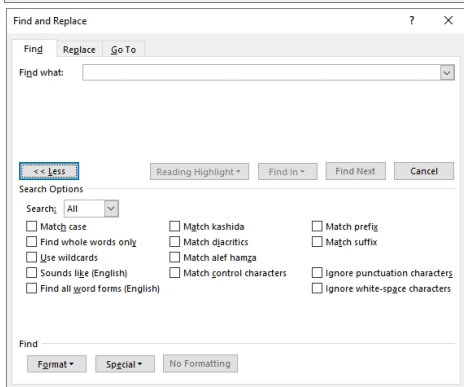 Find and Replace ? ×
Find Replace Go To
Find what:
<< Less Reading Highlight Find In Find Next Cancel
Search Options
Search: All
Match case Match kashida Match prefix
Find whole words only Match diacritics Match suffix
Use wildcards Match alef hamza
Sounds like (English) Match control characters Ignore punctuation characters
Find all word forms (English) Ignore white-space characters
Find
Format Special No Formatting